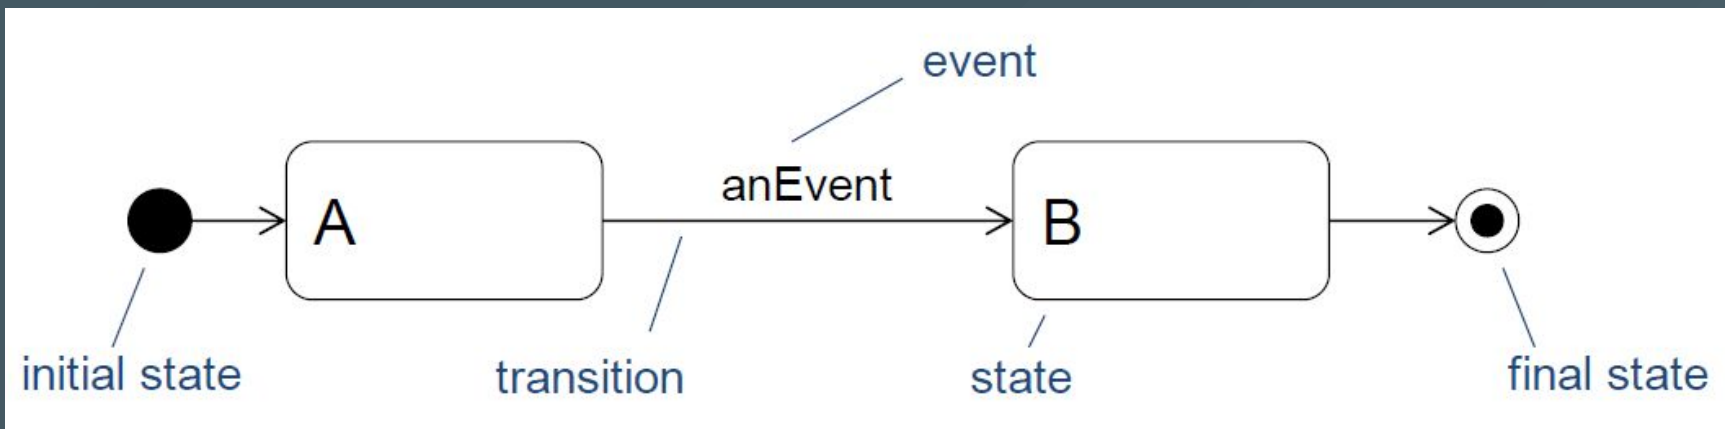 event
anEvent
A
B
initial state
transition
state
final state